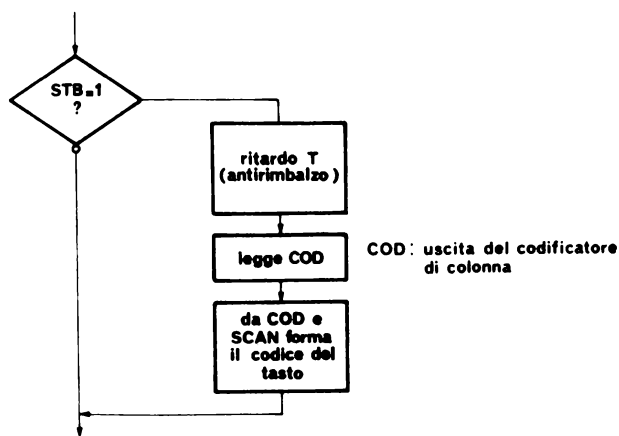 STB=1
?
ritardo T
(antirimbalzo)
legge COD
COD: uscita del codificatore
di colonna
da COD e
SCAN forma
il codice del
tasto